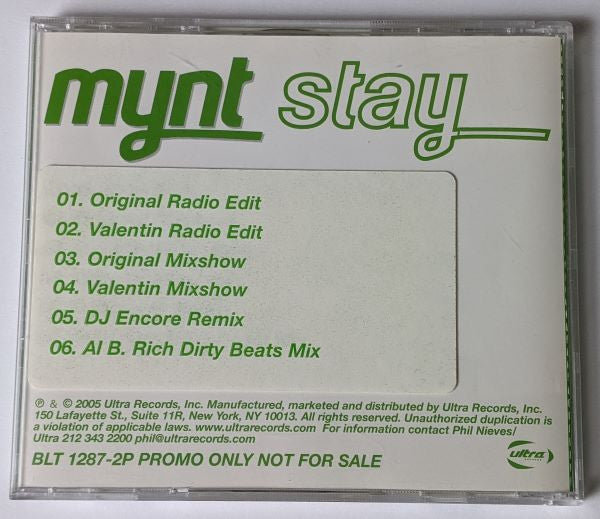 mynt stay
01. Original Radio Edit
02. Valentin Radio Edit
03. Original Mixshow
04. Valentin Mixshow
05. DJ Encore Remix
06. Al B. Rich Dirty Beats Mix
℗ & © 2005 Ultra Records, Inc. Manufactured, marketed and distributed by Ultra Records, Inc.
150 Lafayette St., Suite 11R, New York, NY 10013. All rights reserved. Unauthorized duplication is
a violation of applicable laws. www.ultrarecords.com For information contact Phil Nieves/
Ultra 212 343 2200 phil@ultrarecords.com
BLT 1287-2P PROMO ONLY NOT FOR SALE
ultra
RECORDS